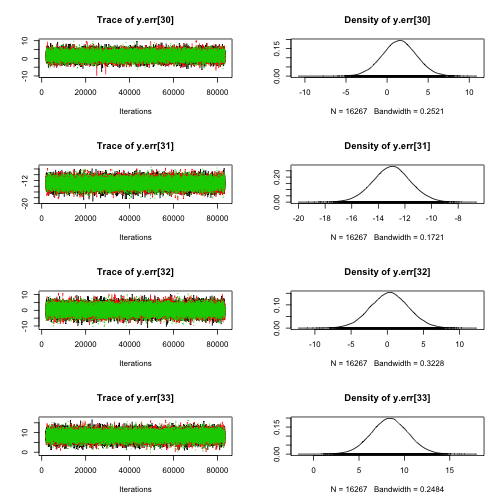 Trace of y.err[30]
Density of y.err[30]
10
0
-10
0 20000 40000 60000 80000
Iterations
0.15
0.00
-10 -5 0 5 10
N = 16267 Bandwidth = 0.2521
Trace of y.err[31]
Density of y.err[31]
-12
-20
0 20000 40000 60000 80000
Iterations
0.20
0.00
-20 -18 -16 -14 -12 -10 -8
N = 16267 Bandwidth = 0.1721
Trace of y.err[32]
Density of y.err[32]
10
0
-10
0 20000 40000 60000 80000
Iterations
0.10
0.00
-10 -5 0 5 10
N = 16267 Bandwidth = 0.3228
Trace of y.err[33]
Density of y.err[33]
10
0
0 20000 40000 60000 80000
Iterations
0.15
0.00
0 5 10 15
N = 16267 Bandwidth = 0.2484